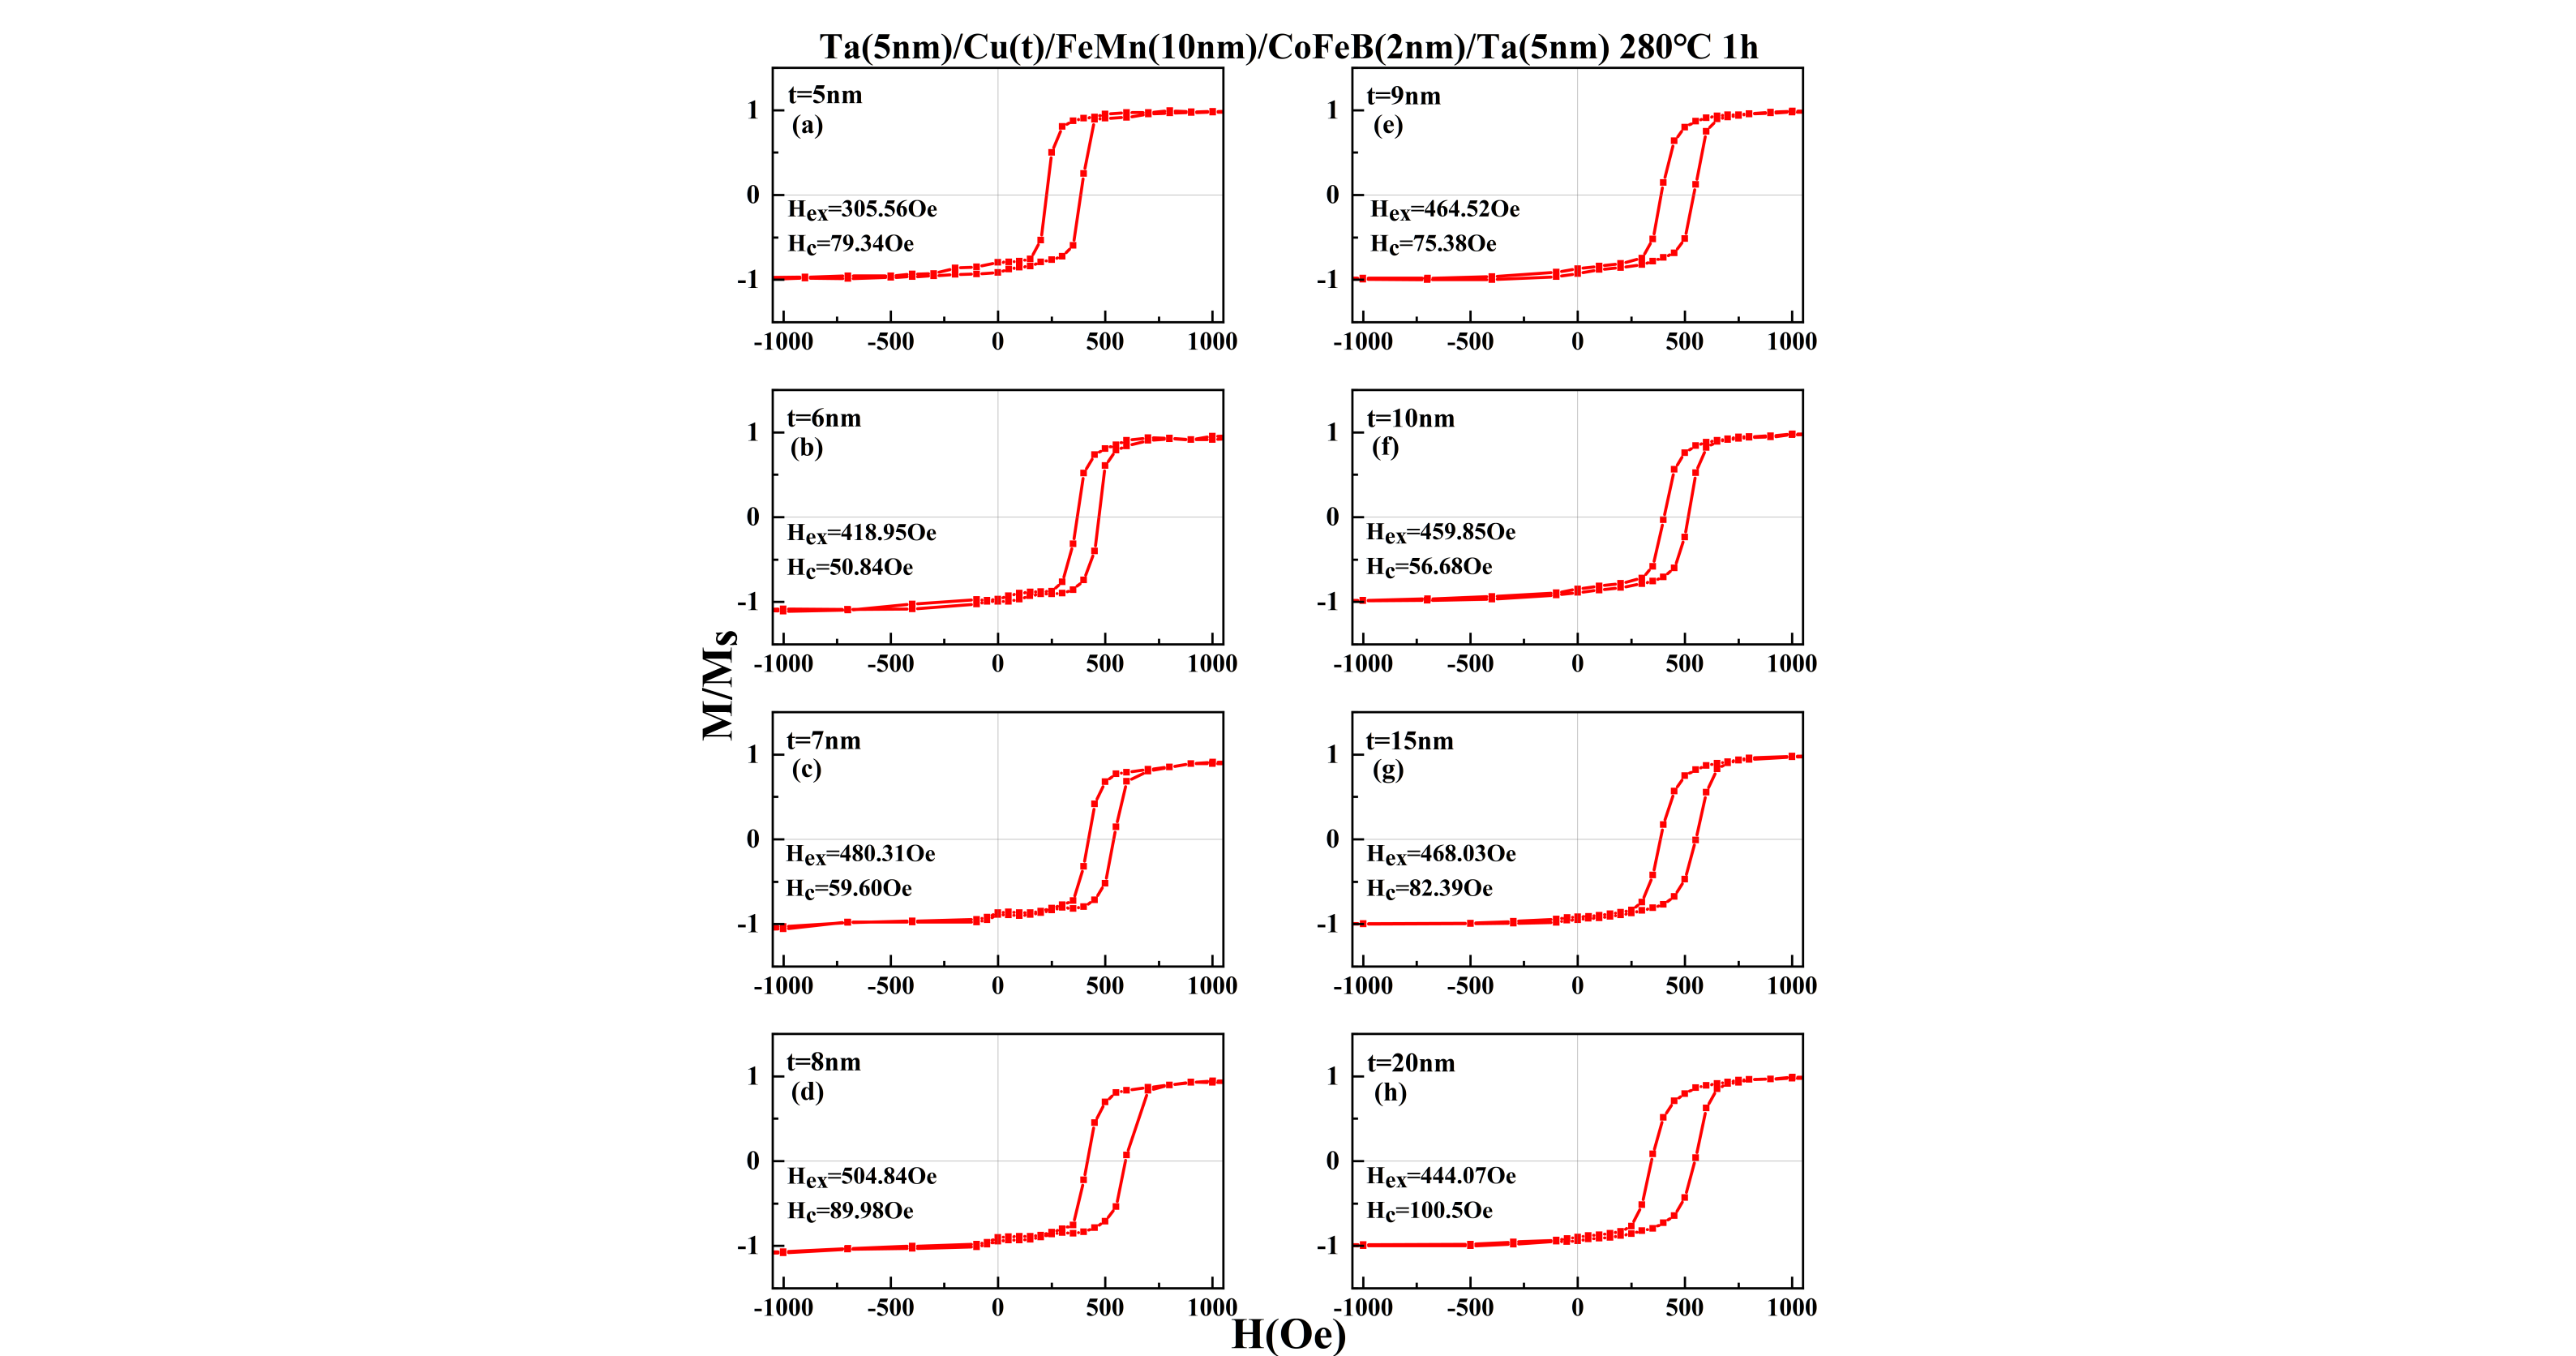 Ta(5nm)/Cu(t)/FeMn(10nm)/CoFeB(2nm)/Ta(5nm) 280℃ 1h
t=5nm
(a)
Hex=305.56Oe
Hc=79.34Oe
1
0
-1
-1000 -500 0 500 1000
t=9nm
(e)
Hex=464.52Oe
Hc=75.38Oe
1
0
-1
-1000 -500 0 500 1000
t=6nm
(b)
Hex=418.95Oe
Hc=50.84Oe
1
0
-1
-1000 -500 0 500 1000
t=10nm
(f)
Hex=459.85Oe
Hc=56.68Oe
1
0
-1
-1000 -500 0 500 1000
M/Ms
t=7nm
(c)
Hex=480.31Oe
Hc=59.60Oe
1
0
-1
-1000 -500 0 500 1000
t=15nm
(g)
Hex=468.03Oe
Hc=82.39Oe
1
0
-1
-1000 -500 0 500 1000
t=8nm
(d)
Hex=504.84Oe
Hc=89.98Oe
1
0
-1
-1000 -500 0 500 1000
t=20nm
(h)
Hex=444.07Oe
Hc=100.5Oe
1
0
-1
-1000 -500 0 500 1000
H(Oe)